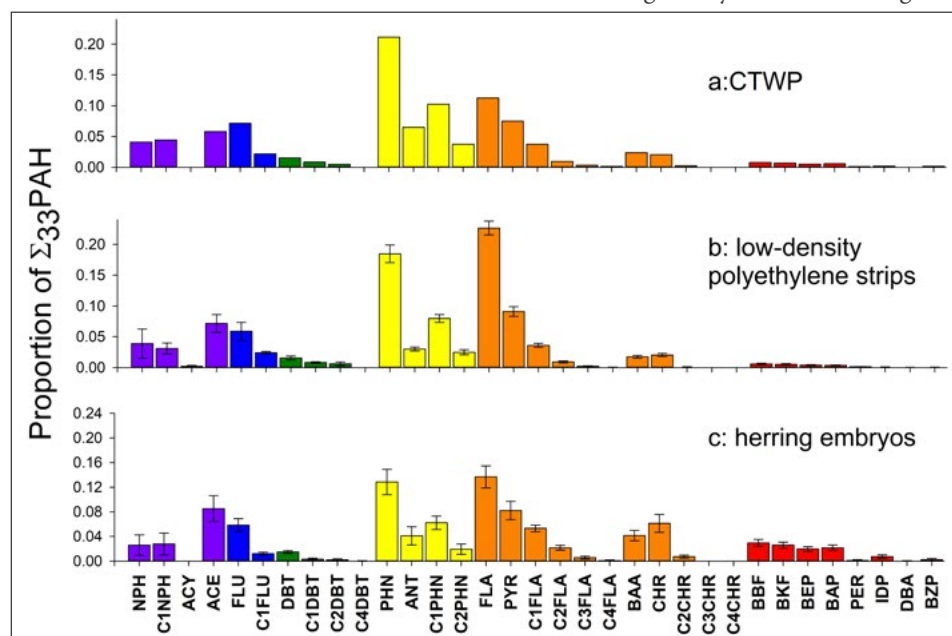 0.20
0.15
0.10
0.05
0.00
a:CTWP
0.20
0.15
0.10
0.05
0.00
b: low-density
polyethylene strips
0.24
0.20
0.16
0.12
0.08
0.04
0.00
c: herring embryos
Proportion of Σ33PAH
NPH
C1NPH
ACY
ACE
FLU
C1FLU
DBT
C1DBT
C2DBT
C4DBT
PHN
ANT
C1PHN
C2PHN
FLA
PYR
C1FLA
C2FLA
C3FLA
C4FLA
BAA
CHR
C2CHR
C3CHR
C4CHR
BBF
BKF
BEP
BAP
PER
IDP
DBA
BZP